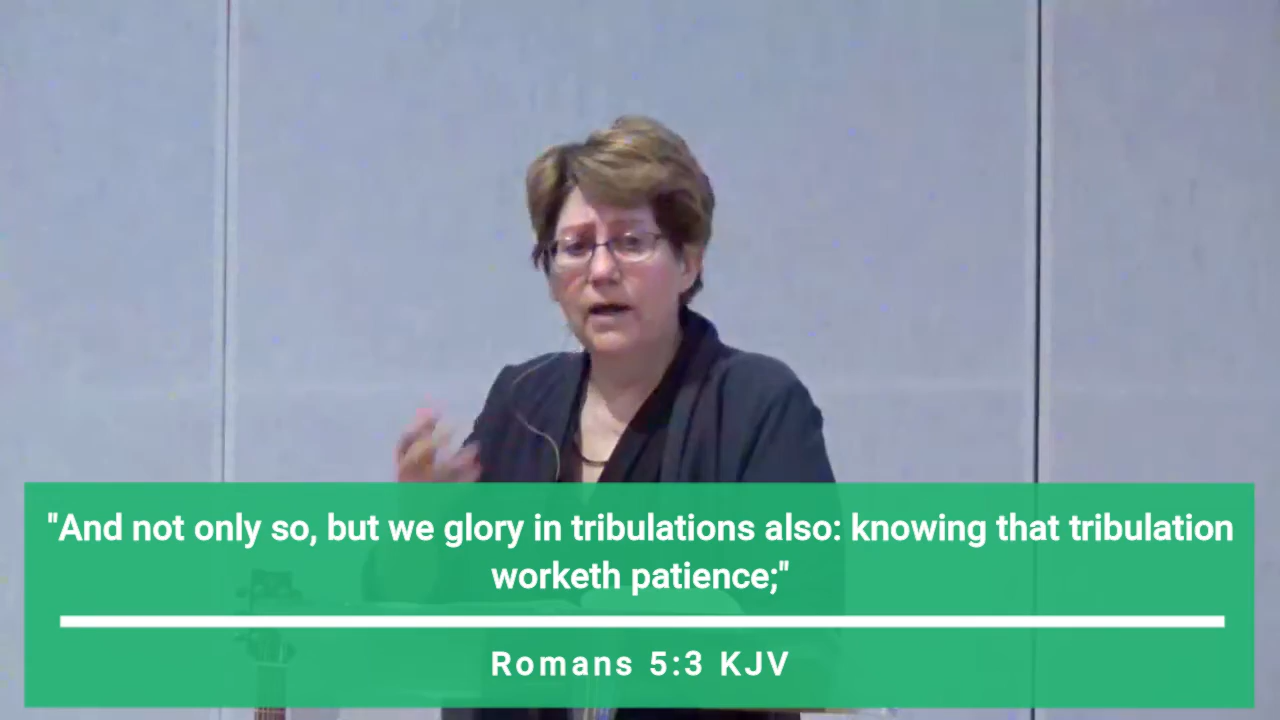 "And not only so, but we glory in tribulations also: knowing that tribulation
worketh patience;"
Romans 5:3 KJV